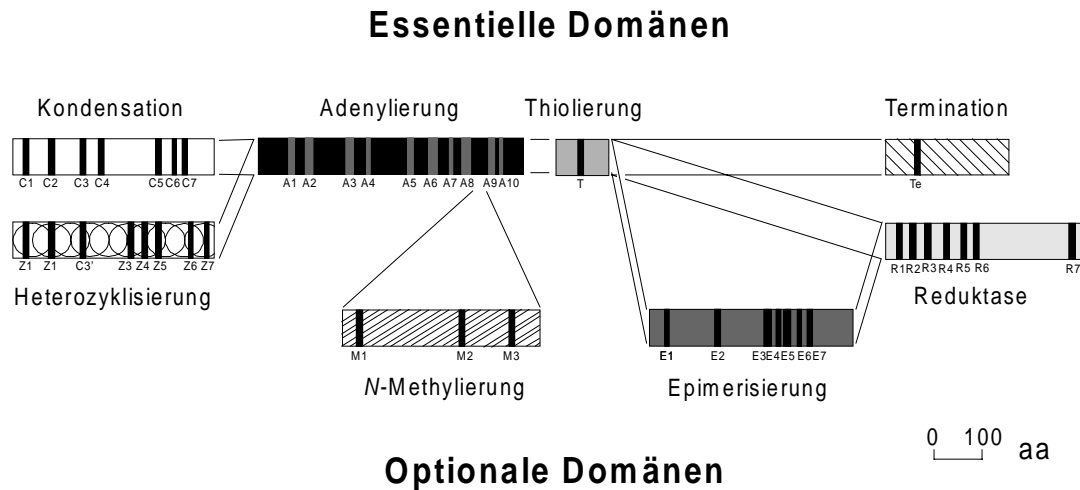 Essentielle Domänen
Kondensation Adenylierung Thiolierung Termination
C1 C2 C3 C4 C5 C6 C7 A1 A2 A3 A4 A5 A6 A7 A8 A9 A10 T Te
Z1 Z1 C3' Z3 Z4 Z5 Z6 Z7 R1 R2 R3 R4 R5 R6 R7
Heterozyklisierung Reduktase
M1 M2 M3 E1 E2 E3 E4 E5 E6 E7
N-Methylierung Epimerisierung
0 100 aa
Optionale Domänen